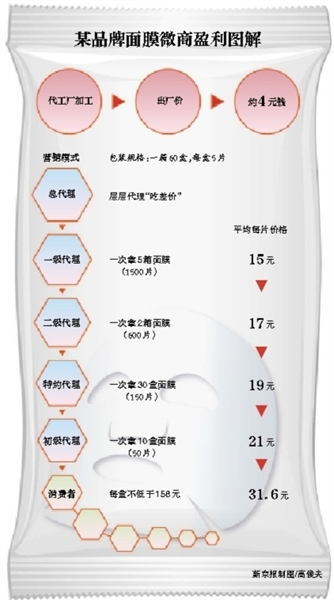 某品牌面膜微商盈利图解
代工厂加工 出厂价 约4元钱
营销模式 包装规格:一箱60盒,每盒5片
总代理 层层代理“吃差价”
平均每片价格
一级代理 一次拿5箱面膜 15元
(1500片)
二级代理 一次拿2箱面膜 17元
(600片)
特约代理 一次拿30盒面膜 19元
(150片)
初级代理 一次拿10盒面膜 21元
(50片)
消费者 每盒不低于158元 31.6元
新京报制图/高俊夫